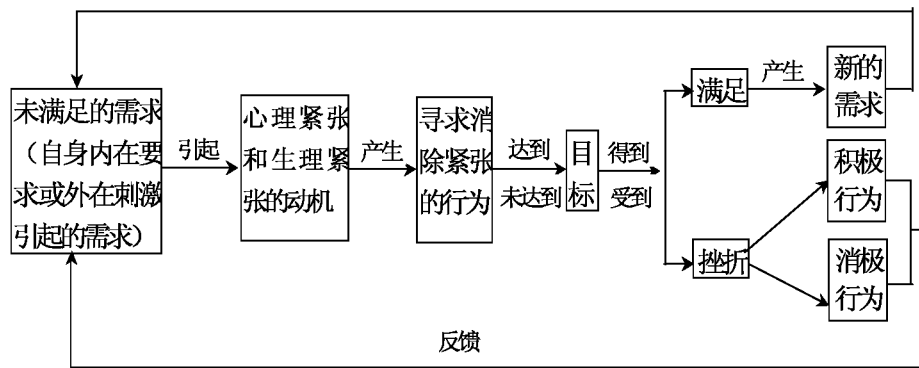 未满足的需求
（自身内在要
求或外在刺激
引起的需求）
引起
心理紧张
和生理紧
张的动机
产生
寻求消
除紧张
的行为
达到
未达到
目
标
得到
受到
满足
产生
新的
需求
挫折
积极
行为
消极
行为
反馈